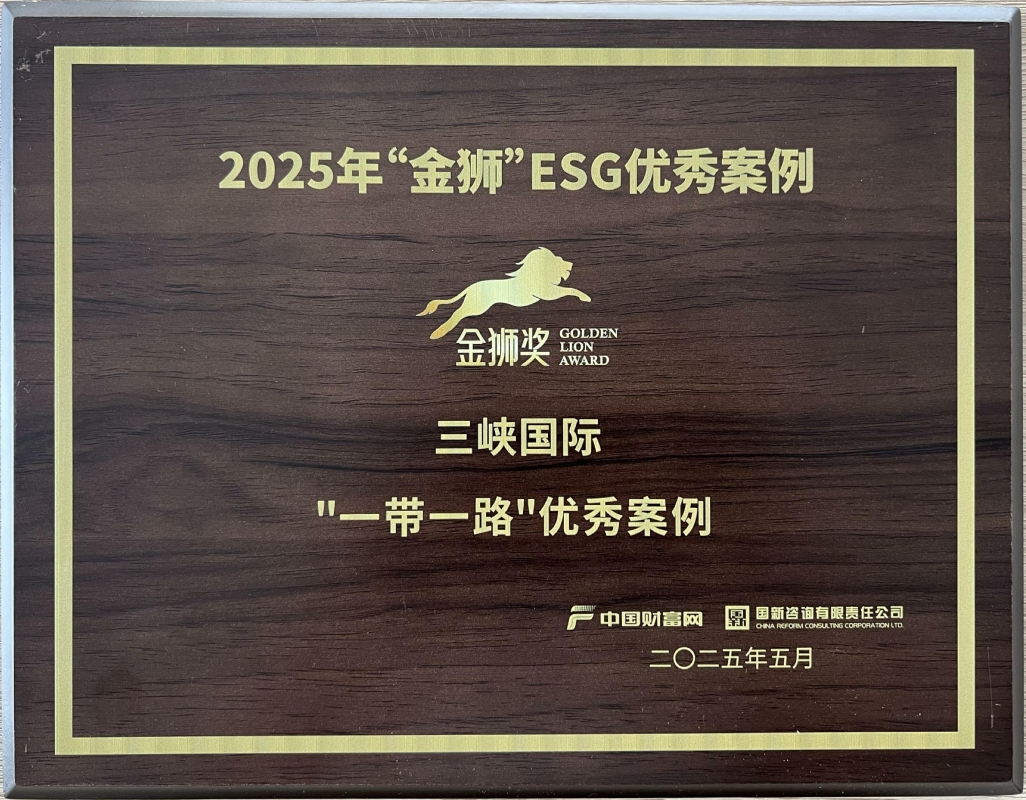 2025年“金狮”ESG优秀案例
金狮奖
GOLDEN
LION
AWARD
三峡国际
"一带一路"优秀案例
中国财富网
国新咨询有限责任公司
CHINA REFORM CONSULTING CORPORATION LTD.
二〇二五年五月